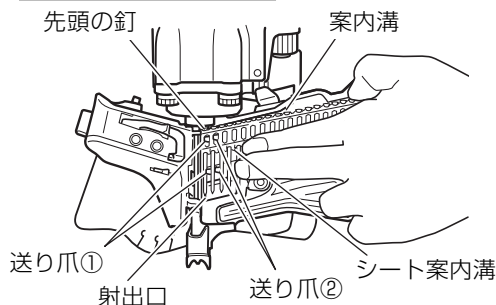 先頭の釘
案内溝
送り爪①
射出口
送り爪②
シート案内溝